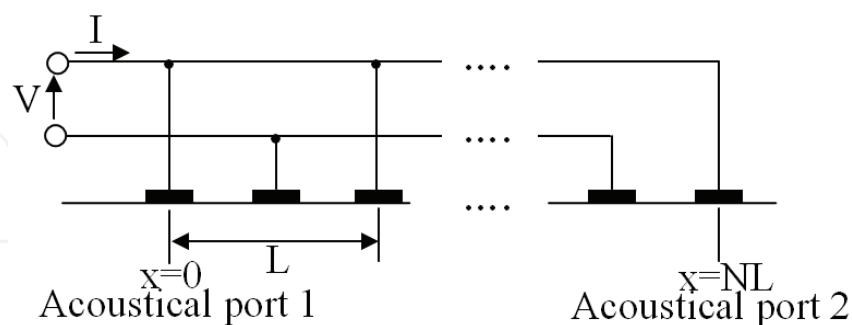 I
....
V
....
....
L
x=0
x=NL
Acoustical port 1
Acoustical port 2